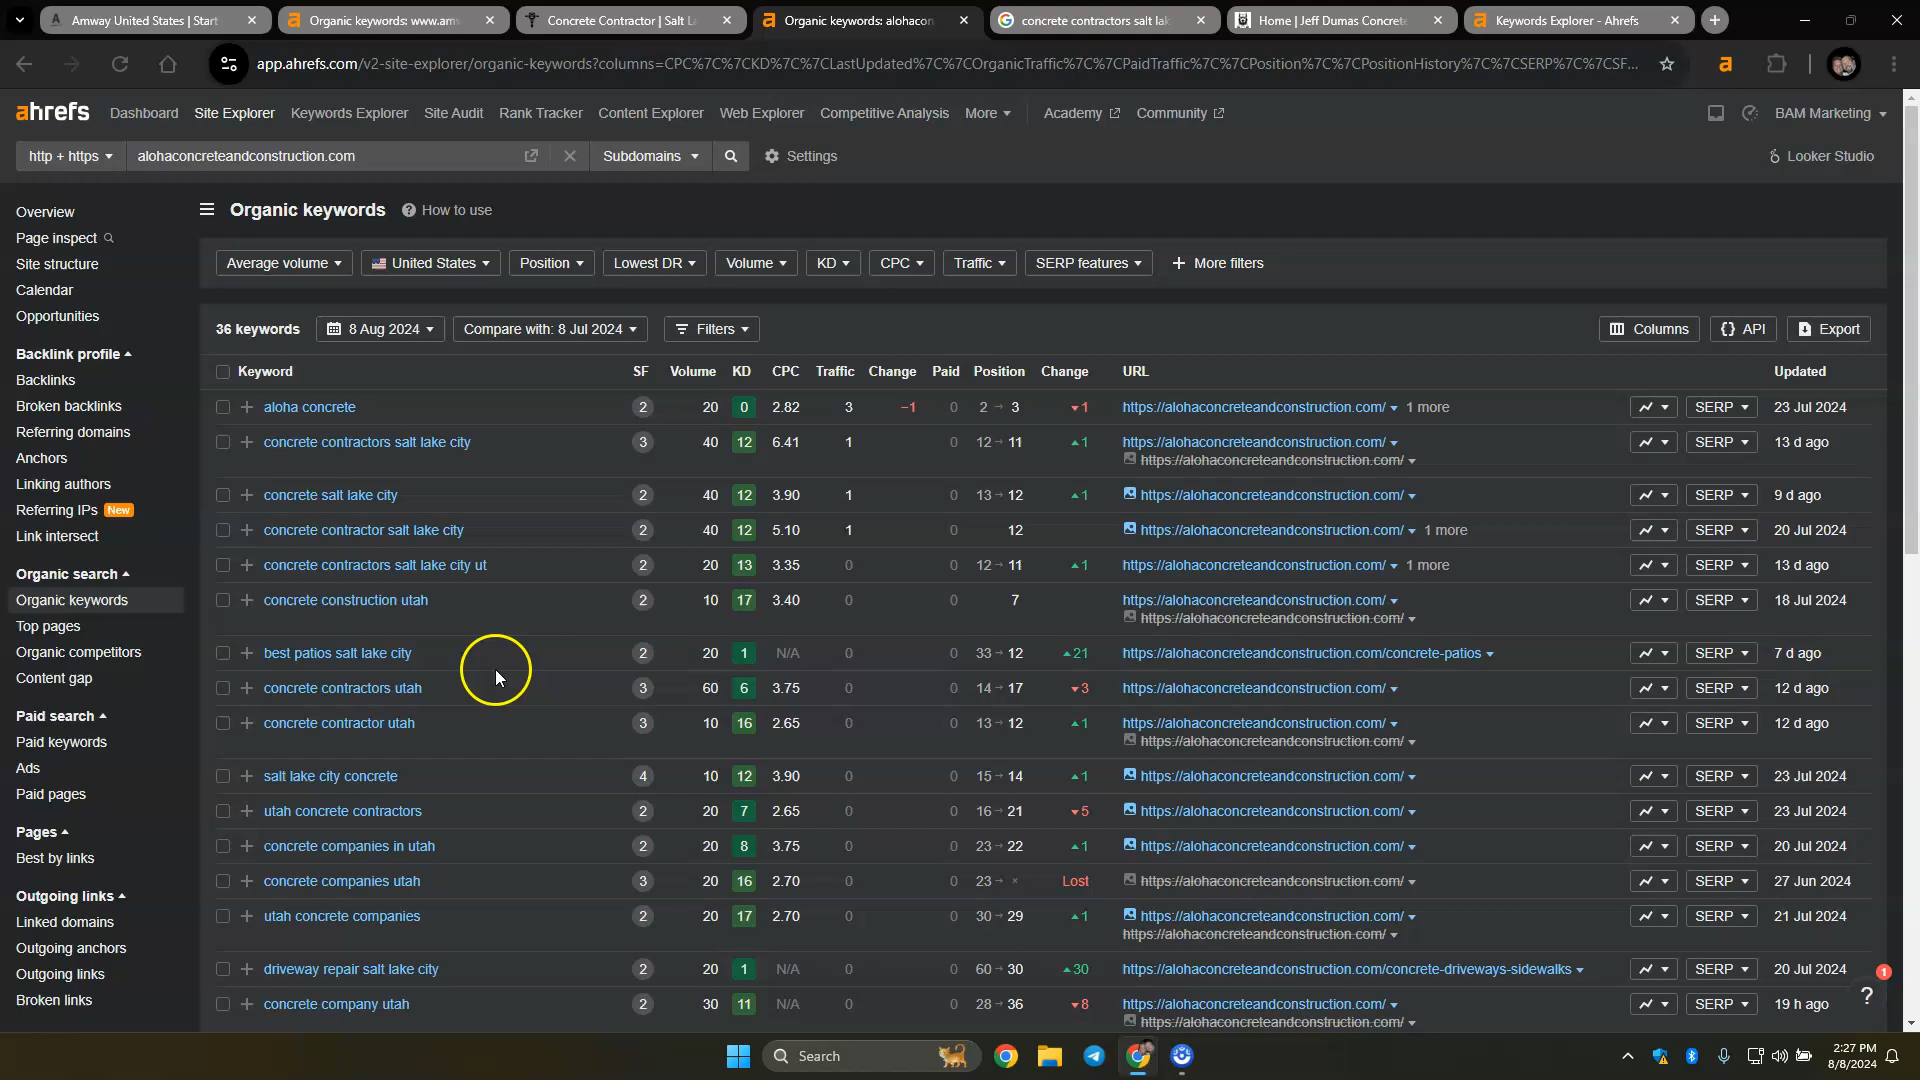 Amway United States | Start
Organic keywords: www.amw
Concrete Contractor | Salt L
Organic keywords: alohacon
concrete contractors salt lak
Home | Jeff Dumas Concrete
Keywords Explorer - Ahrefs
app.ahrefs.com/v2-site-explorer/organic-keywords?columns=CPC%7C%7CKD%7C%7CLastUpdated%7C%7COrganicTraffic%7C%7CPaidTraffic%7C%7CPosition%7C%7CPositionHistory%7C%7CSERP%7C%7CSF...
ahrefs Dashboard Site Explorer Keywords Explorer Site Audit Rank Tracker Content Explorer Web Explorer Competitive Analysis More Academy Community BAM Marketing
http + https alohaconcreteandconstruction.com Subdomains Settings Looker Studio
Overview
Page inspect
Site structure
Calendar
Opportunities
Backlink profile
Backlinks
Broken backlinks
Referring domains
Anchors
Linking authors
Referring IPs New
Link intersect
Organic search
Organic keywords
Top pages
Organic competitors
Content gap
Paid search
Paid keywords
Ads
Paid pages
Pages
Best by links
Outgoing links
Linked domains
Outgoing anchors
Outgoing links
Broken links
Organic keywords How to use
Average volume United States Position Lowest DR Volume KD CPC Traffic SERP features + More filters
36 keywords 8 Aug 2024 Compare with: 8 Jul 2024 Filters Columns {} API Export
Keyword SF Volume KD CPC Traffic Change Paid Position Change URL Updated
aloha concrete 2 20 0 2.82 3 −1 0 2 → 3 1 https://alohaconcreteandconstruction.com/ 1 more SERP 23 Jul 2024
concrete contractors salt lake city 3 40 12 6.41 1 0 12 → 11 1 https://alohaconcreteandconstruction.com/ SERP 13 d ago
https://alohaconcreteandconstruction.com/
concrete salt lake city 2 40 12 3.90 1 0 13 → 12 1 https://alohaconcreteandconstruction.com/ SERP 9 d ago
concrete contractor salt lake city 2 40 12 5.10 1 0 12 https://alohaconcreteandconstruction.com/ 1 more SERP 20 Jul 2024
concrete contractors salt lake city ut 2 20 13 3.35 0 0 12 → 11 1 https://alohaconcreteandconstruction.com/ 1 more SERP 13 d ago
concrete construction utah 2 10 17 3.40 0 0 7 https://alohaconcreteandconstruction.com/ SERP 18 Jul 2024
https://alohaconcreteandconstruction.com/
best patios salt lake city 2 20 1 N/A 0 0 33 → 12 21 https://alohaconcreteandconstruction.com/concrete-patios SERP 7 d ago
concrete contractors utah 3 60 6 3.75 0 0 14 → 17 3 https://alohaconcreteandconstruction.com/ SERP 12 d ago
concrete contractor utah 3 10 16 2.65 0 0 13 → 12 1 https://alohaconcreteandconstruction.com/ SERP 12 d ago
https://alohaconcreteandconstruction.com/
salt lake city concrete 4 10 12 3.90 0 0 15 → 14 1 https://alohaconcreteandconstruction.com/ SERP 23 Jul 2024
utah concrete contractors 2 20 7 2.65 0 0 16 → 21 5 https://alohaconcreteandconstruction.com/ SERP 23 Jul 2024
concrete companies in utah 2 20 8 3.75 0 0 23 → 22 1 https://alohaconcreteandconstruction.com/ SERP 20 Jul 2024
concrete companies utah 3 20 16 2.70 0 0 23 → × Lost https://alohaconcreteandconstruction.com/ SERP 27 Jun 2024
utah concrete companies 2 20 17 2.70 0 0 30 → 29 1 https://alohaconcreteandconstruction.com/ SERP 21 Jul 2024
https://alohaconcreteandconstruction.com/
driveway repair salt lake city 2 20 1 N/A 0 0 60 → 30 30 https://alohaconcreteandconstruction.com/concrete-driveways-sidewalks SERP 20 Jul 2024
concrete company utah 2 30 11 N/A 0 0 28 → 36 8 https://alohaconcreteandconstruction.com/ SERP 19 h ago
https://alohaconcreteandconstruction.com/
1
?
Search
2:27 PM
8/8/2024